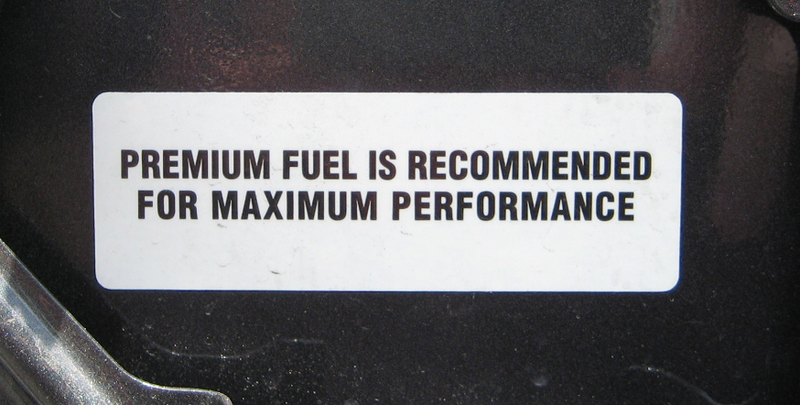 PREMIUM FUEL IS RECOMMENDED
FOR MAXIMUM PERFORMANCE